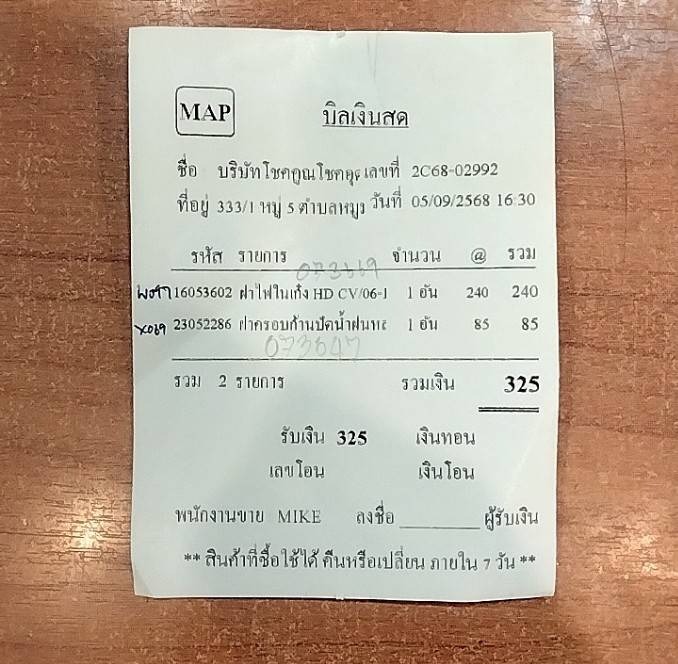 MAP
บิลเงินสด
ชื่อ บริษัทโชคคูณโชคคุร เลขที่ 2C68-02992
ที่อยู่ 333/1 หมู่ 5 ตำบลหมูร วันที่ 05/09/2568 16:30
รหัส รายการ จำนวน @ รวม
073669
16053602 ฝาไฟในเก๋ง HD CV/06-1 1 อัน 240 240
X069 23052286 ฝาครอบก้านปัดน้ำฝนหล 1 อัน 85 85
073647
รวม 2 รายการ รวมเงิน 325
รับเงิน 325 เงินทอน
เลขโอน เงินโอน
พนักงานขาย MIKE ลงชื่อ ผู้รับเงิน
** สินค้าที่ซื้อใช้ได้ คืนหรือเปลี่ยน ภายใน 7 วัน **